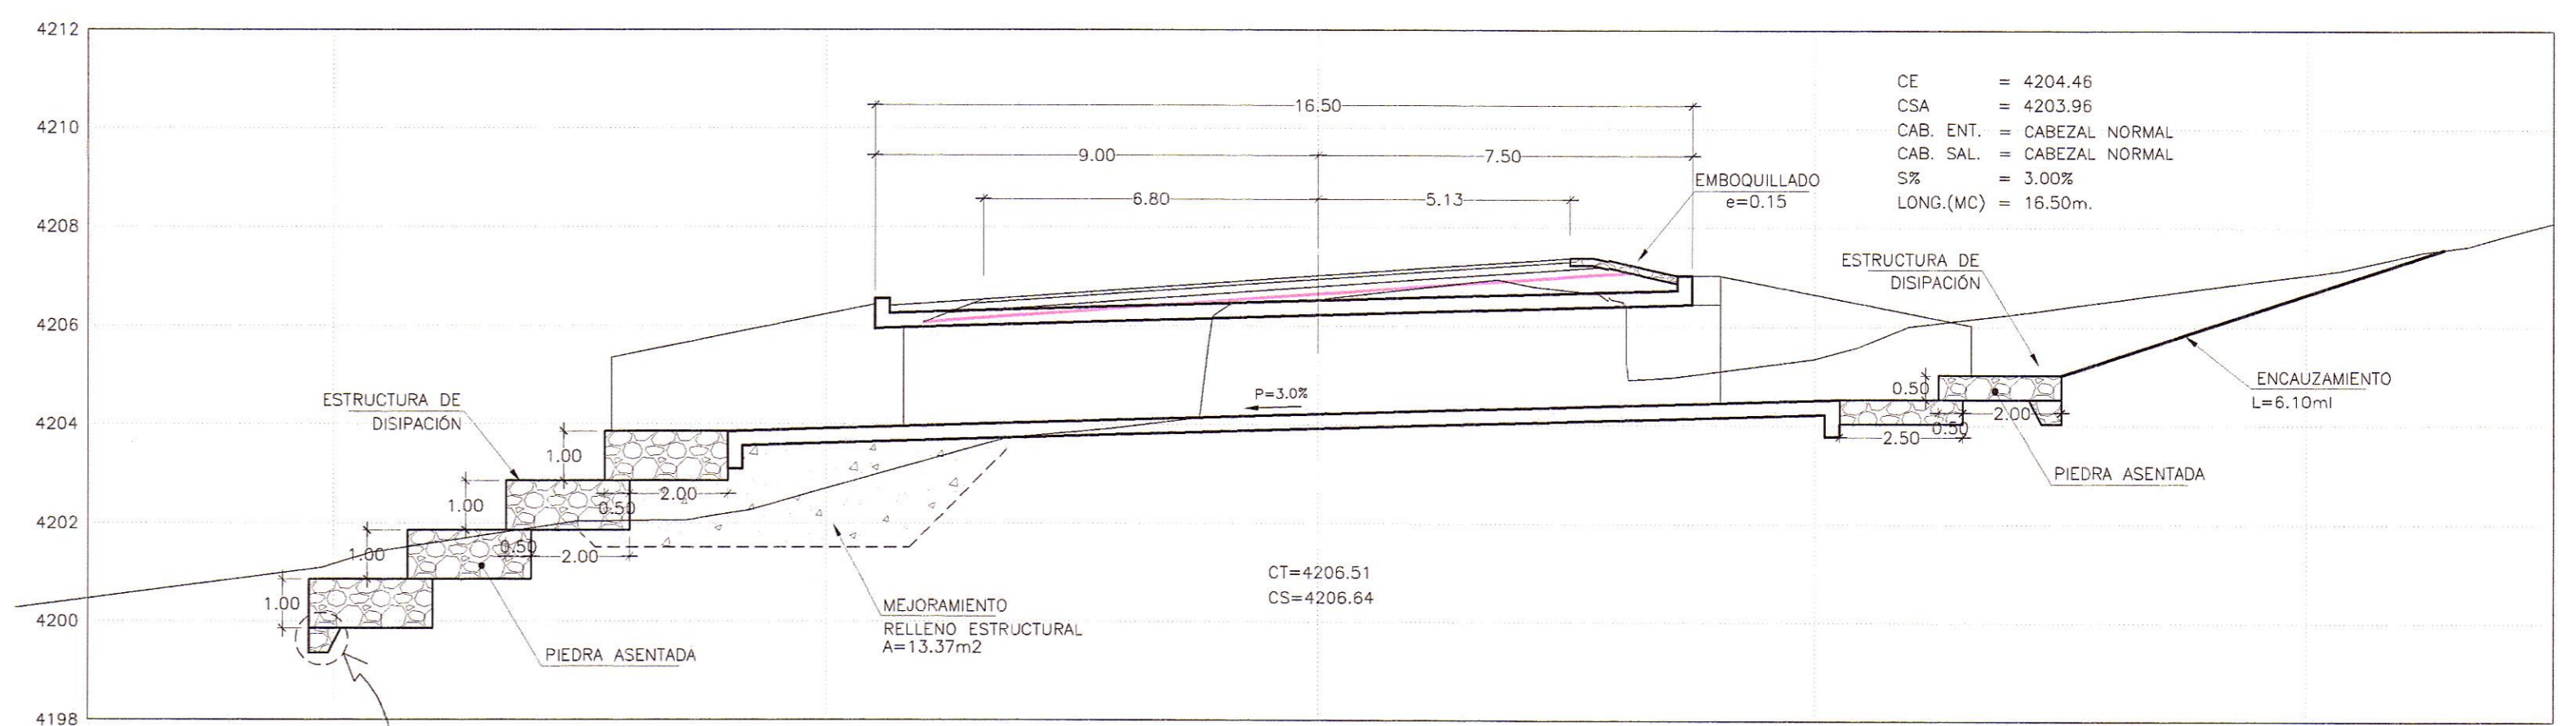 4212
4210
4208
4206
4204
4202
4200
4198
16.50
9.00
7.50
6.80
5.13
EMBOQUILLADO
e=0.15
CE = 4204.46
CSA = 4203.96
CAB. ENT. = CABEZAL NORMAL
CAB. SAL. = CABEZAL NORMAL
S% = 3.00%
LONG.(MC) = 16.50m.
ESTRUCTURA DE
DISIPACIÓN
ENCAUZAMIENTO
L=6.10ml
0.50
2.00
0.50
2.50
PIEDRA ASENTADA
P=3.0%
ESTRUCTURA DE
DISIPACIÓN
1.00
2.00
0.50
1.00
0.50
2.00
1.00
1.00
PIEDRA ASENTADA
MEJORAMIENTO
RELLENO ESTRUCTURAL
A=13.37m2
CT=4206.51
CS=4206.64